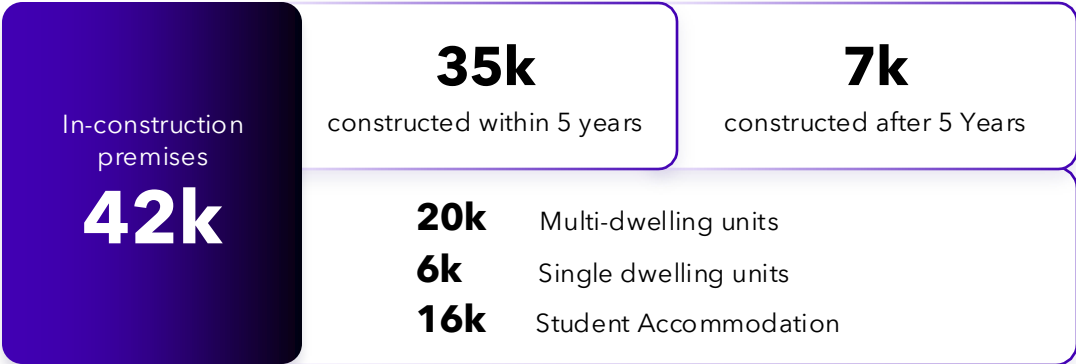 In-construction
premises
42k
35k
constructed within 5 years
7k
constructed after 5 Years
20k Multi-dwelling units
6k Single dwelling units
16k Student Accommodation